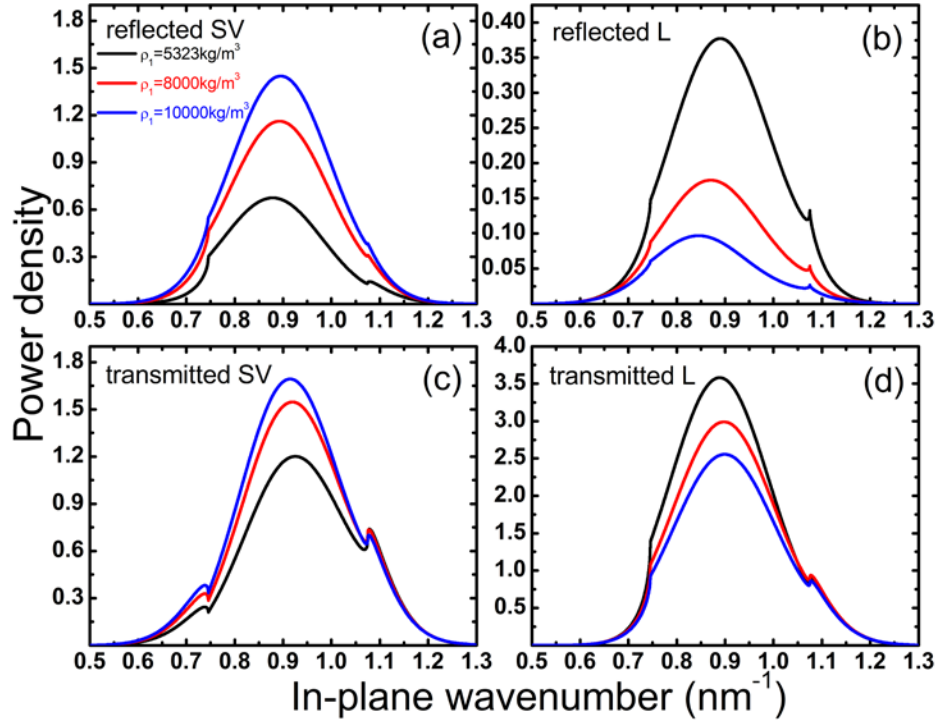 reflected SV
(a)
ρ₁=5323kg/m³
ρ₁=8000kg/m³
ρ₁=10000kg/m³
1.8
1.5
1.2
0.9
0.6
0.3
0.5 0.6 0.7 0.8 0.9 1.0 1.1 1.2 1.3
reflected L
(b)
0.40
0.35
0.30
0.25
0.20
0.15
0.10
0.05
0.5 0.6 0.7 0.8 0.9 1.0 1.1 1.2 1.3
Power density
transmitted SV
(c)
1.8
1.5
1.2
0.9
0.6
0.3
0.5 0.6 0.7 0.8 0.9 1.0 1.1 1.2 1.3
transmitted L
(d)
4.0
3.5
3.0
2.5
2.0
1.5
1.0
0.5
0.5 0.6 0.7 0.8 0.9 1.0 1.1 1.2 1.3
In-plane wavenumber (nm⁻¹)